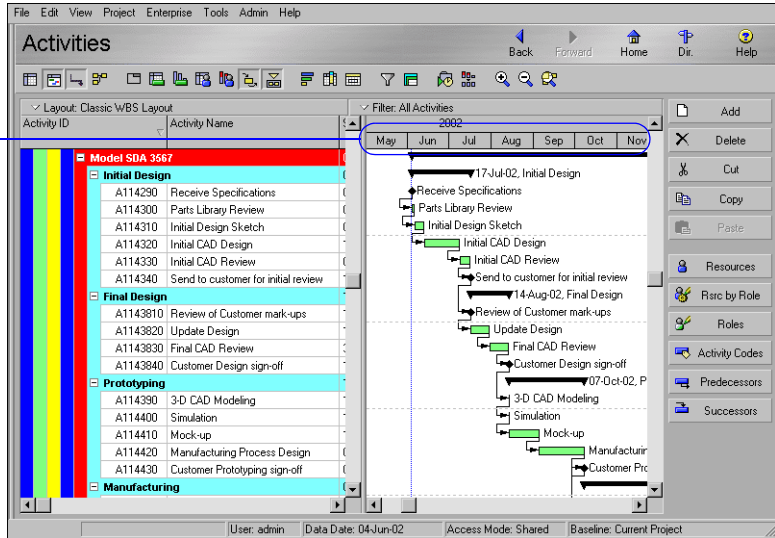 File Edit View Project Enterprise Tools Admin Help
Activities
Back Forward Home Dir. Help
Layout: Classic WBS Layout
Filter: All Activities
Activity ID Activity Name
2002
May Jun Jul Aug Sep Oct Nov
Model SDA 3567
Initial Design
17-Jul-02, Initial Design
A114290 Receive Specifications
Receive Specifications
A114300 Parts Library Review
Parts Library Review
A114310 Initial Design Sketch
Initial Design Sketch
A114320 Initial CAD Design
Initial CAD Design
A114330 Initial CAD Review
Initial CAD Review
A114340 Send to customer for initial review
Send to customer for initial review
Final Design
14-Aug-02, Final Design
A1143810 Review of Customer mark-ups
Review of Customer mark-ups
A1143820 Update Design
Update Design
A1143830 Final CAD Review
Final CAD Review
A1143840 Customer Design sign-off
Customer Design sign-off
Prototyping
07-Oct-02, P
A114390 3-D CAD Modeling
3-D CAD Modeling
A114400 Simulation
Simulation
A114410 Mock-up
Mock-up
A114420 Manufacturing Process Design
Manufacturin
A114430 Customer Prototyping sign-off
Customer Pro
Manufacturing
Add
Delete
Cut
Copy
Paste
Resources
Rsrc by Role
Roles
Activity Codes
Predecessors
Successors
User: admin Data Date: 04-Jun-02 Access Mode: Shared Baseline: Current Project